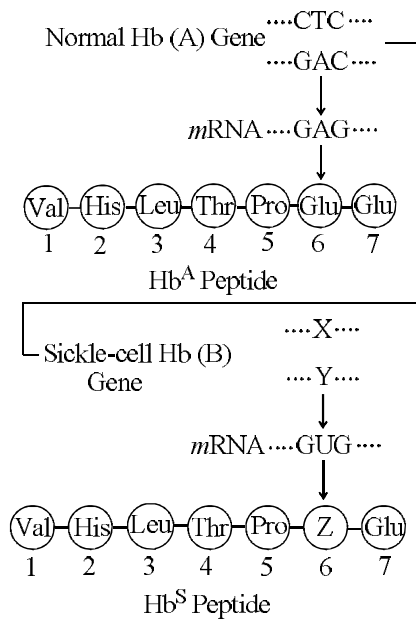 ....CTC....
Normal Hb (A) Gene
....GAC....
mRNA ....GAG....
Val His Leu Thr Pro Glu Glu
1 2 3 4 5 6 7
Hbᴬ Peptide
....X....
Sickle-cell Hb (B)
Gene
....Y....
mRNA ....GUG....
Val His Leu Thr Pro Z Glu
1 2 3 4 5 6 7
Hbˢ Peptide